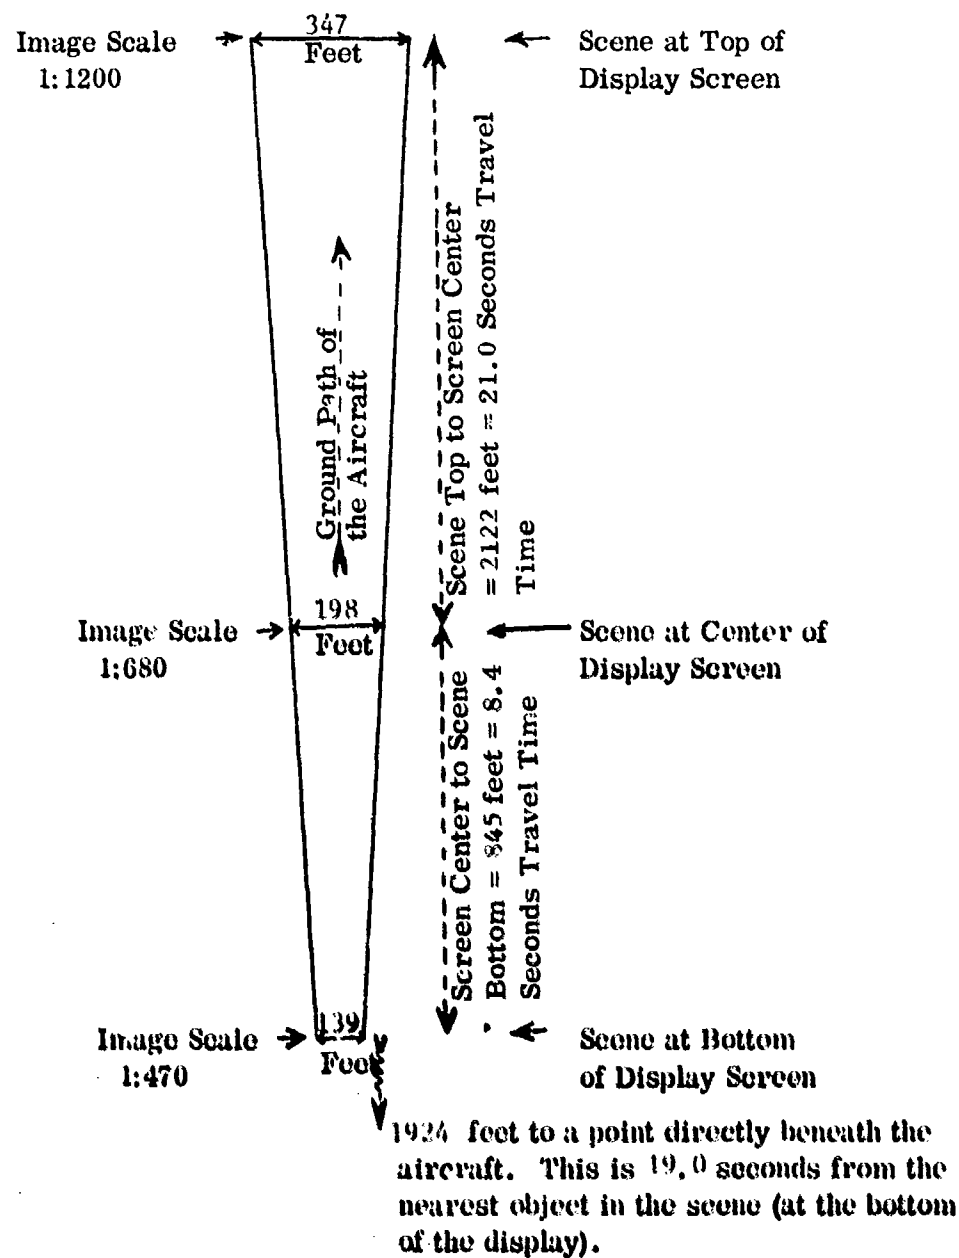 Image Scale
1:1200
347
Feet
Scene at Top of
Display Screen
Ground Path of
the Aircraft
Scene Top to Screen Center
= 2122 feet = 21.0 Seconds Travel
Time
Image Scale
1:680
198
Feet
Scene at Center of
Display Screen
Screen Center to Scene
Bottom = 845 feet = 8.4
Seconds Travel Time
Image Scale
1:470
139
Feet
Scene at Bottom
of Display Screen
1924 feet to a point directly beneath the
aircraft. This is 19.0 seconds from the
nearest object in the scene (at the bottom
of the display).